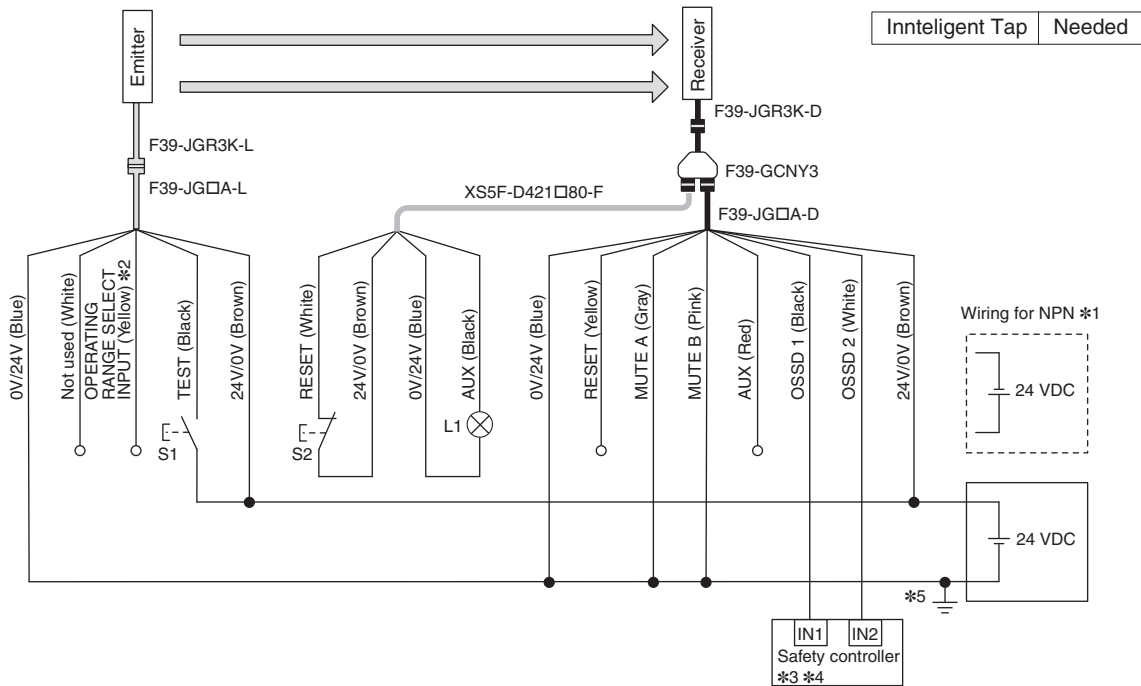 Emitter
Receiver
Innteligent Tap
Needed
F39-JGR3K-L
F39-JG□A-L
F39-JGR3K-D
F39-GCNY3
XS5F-D421□80-F
F39-JG□A-D
0V/24V (Blue)
Not used (White)
OPERATING
RANGE SELECT
INPUT (Yellow) *2
TEST (Black)
24V/0V (Brown)
RESET (White)
24V/0V (Brown)
0V/24V (Blue)
AUX (Black)
0V/24V (Blue)
RESET (Yellow)
MUTE A (Gray)
MUTE B (Pink)
AUX (Red)
OSSD 1 (Black)
OSSD 2 (White)
24V/0V (Brown)
Wiring for NPN *1
24 VDC
S1
S2
L1
24 VDC
*5
IN1
IN2
Safety controller
*3 *4